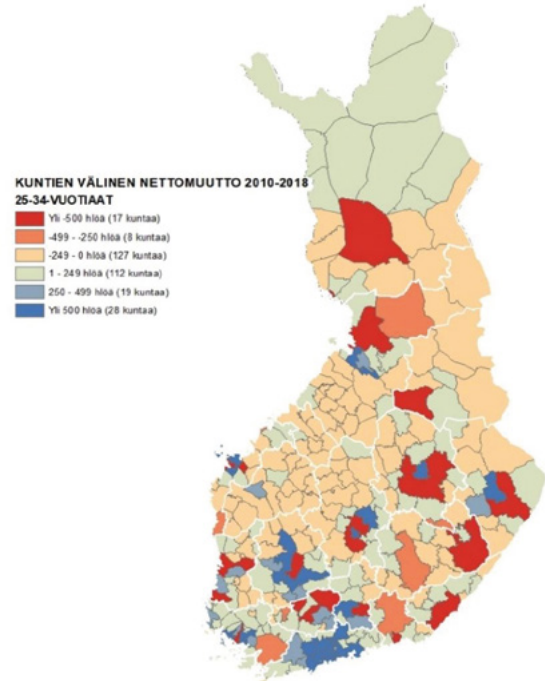 KUNTIEN VÄLINEN NETTOMUUTTO 2010-2018
25-34-VUOTIAAT
Yli -500 hlöä (17 kuntaa)
-499 - -250 hlöä (8 kuntaa)
-249 - 0 hlöä (127 kuntaa)
1 - 249 hlöä (112 kuntaa)
250 - 499 hlöä (19 kuntaa)
Yli 500 hlöä (28 kuntaa)